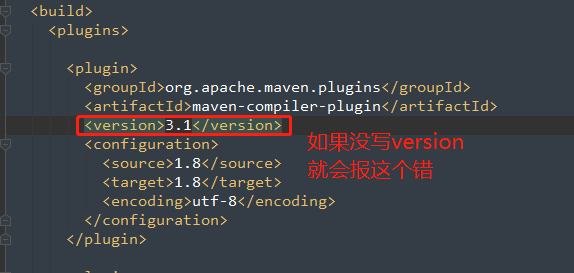 <build>
<plugins>
<plugin>
<groupId>org.apache.maven.plugins</groupId>
<artifactId>maven-compiler-plugin</artifactId>
<version>3.1</version>
如果没写version
就会报这个错
<configuration>
<source>1.8</source>
<target>1.8</target>
<encoding>utf-8</encoding>
</configuration>
</plugin>